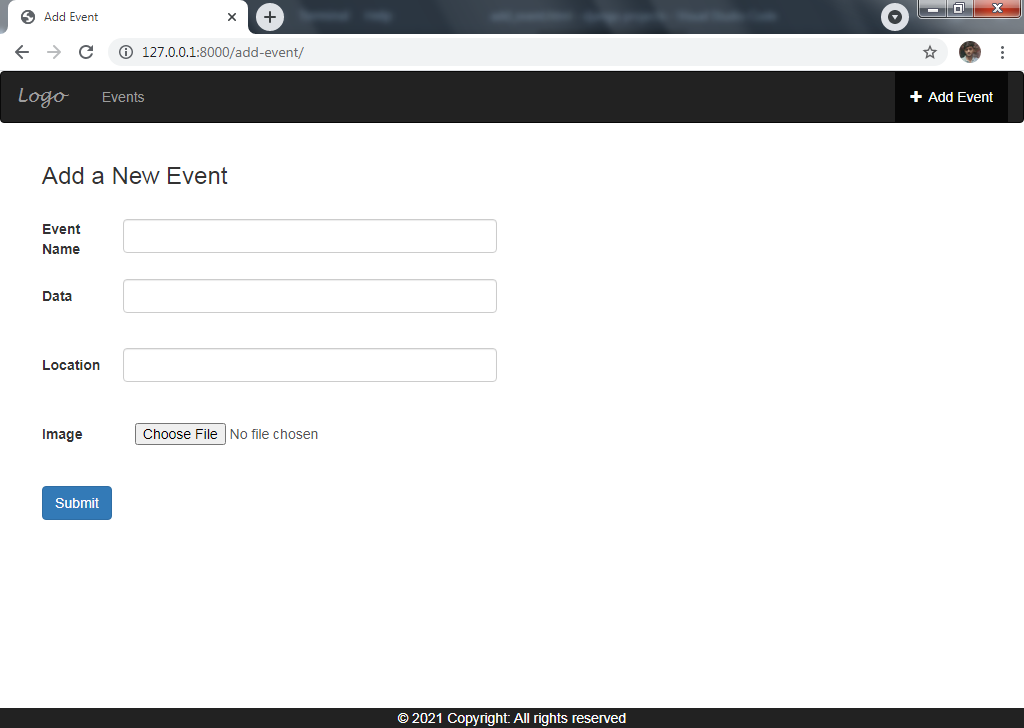 Add Event
127.0.0.1:8000/add-event/
Logo
Events
Add Event
Add a New Event
Event
Name
Data
Location
Image
Choose File No file chosen
Submit
© 2021 Copyright: All rights reserved